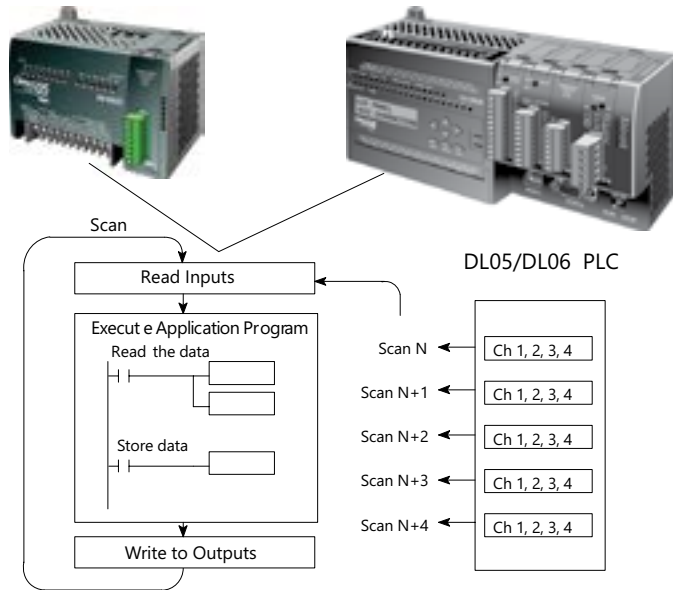 Scan
DL05/DL06 PLC
Read Inputs
Execut e Application Program
Read the data
Store data
Write to Outputs
Scan N
Ch 1, 2, 3, 4
Scan N+1
Ch 1, 2, 3, 4
Scan N+2
Ch 1, 2, 3, 4
Scan N+3
Ch 1, 2, 3, 4
Scan N+4
Ch 1, 2, 3, 4